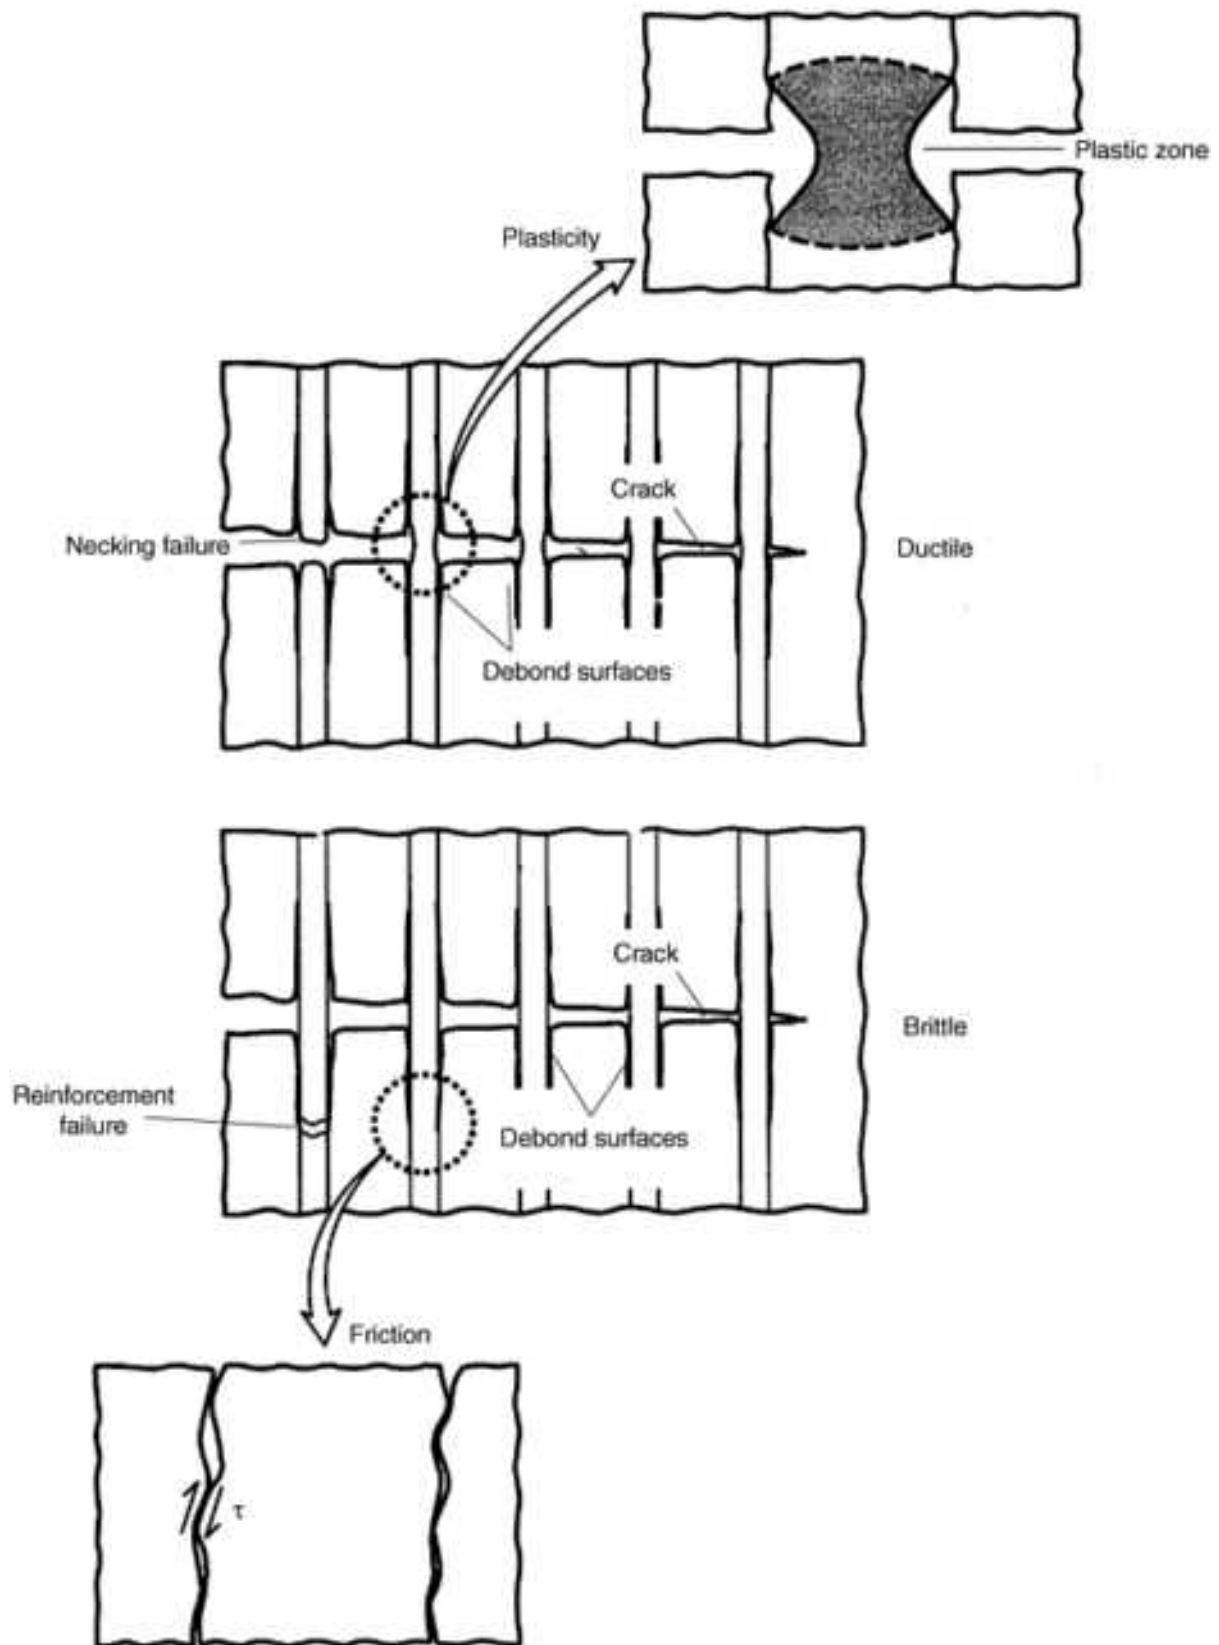 Plastic zone
Plasticity
Crack
Necking failure
Ductile
Debond surfaces
Crack
Brittle
Reinforcement
failure
Debond surfaces
Friction
τ